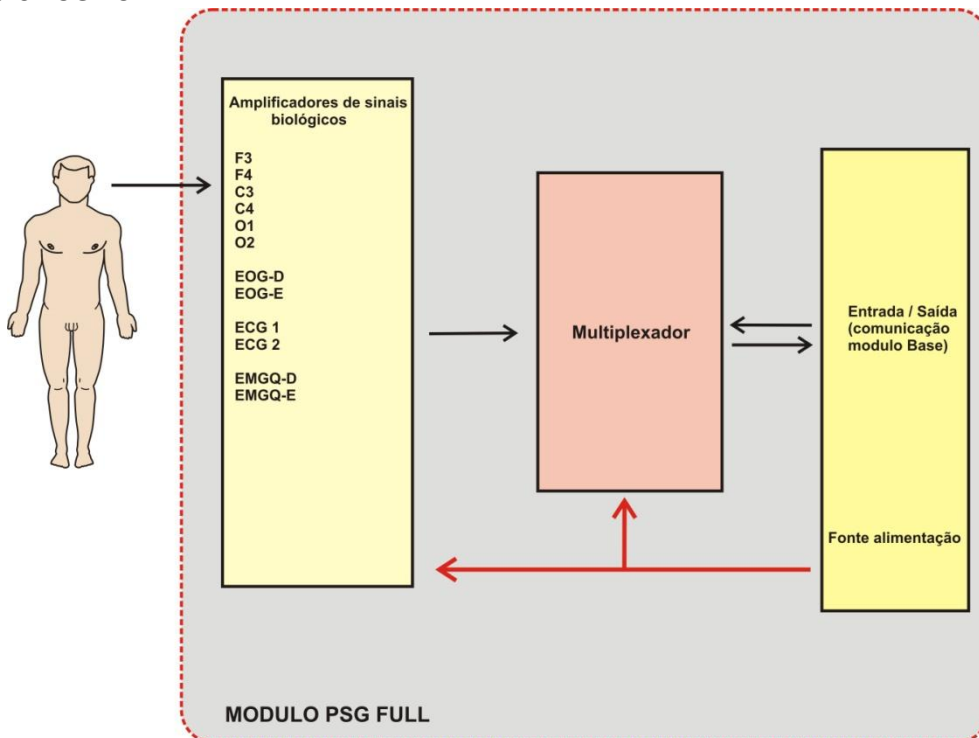 Amplificadores de sinais
biológicos
F3
F4
C3
C4
O1
O2
EOG-D
EOG-E
ECG 1
ECG 2
EMGQ-D
EMGQ-E
Multiplexador
Entrada / Saída
(comunicação
modulo Base)
Fonte alimentação
MODULO PSG FULL